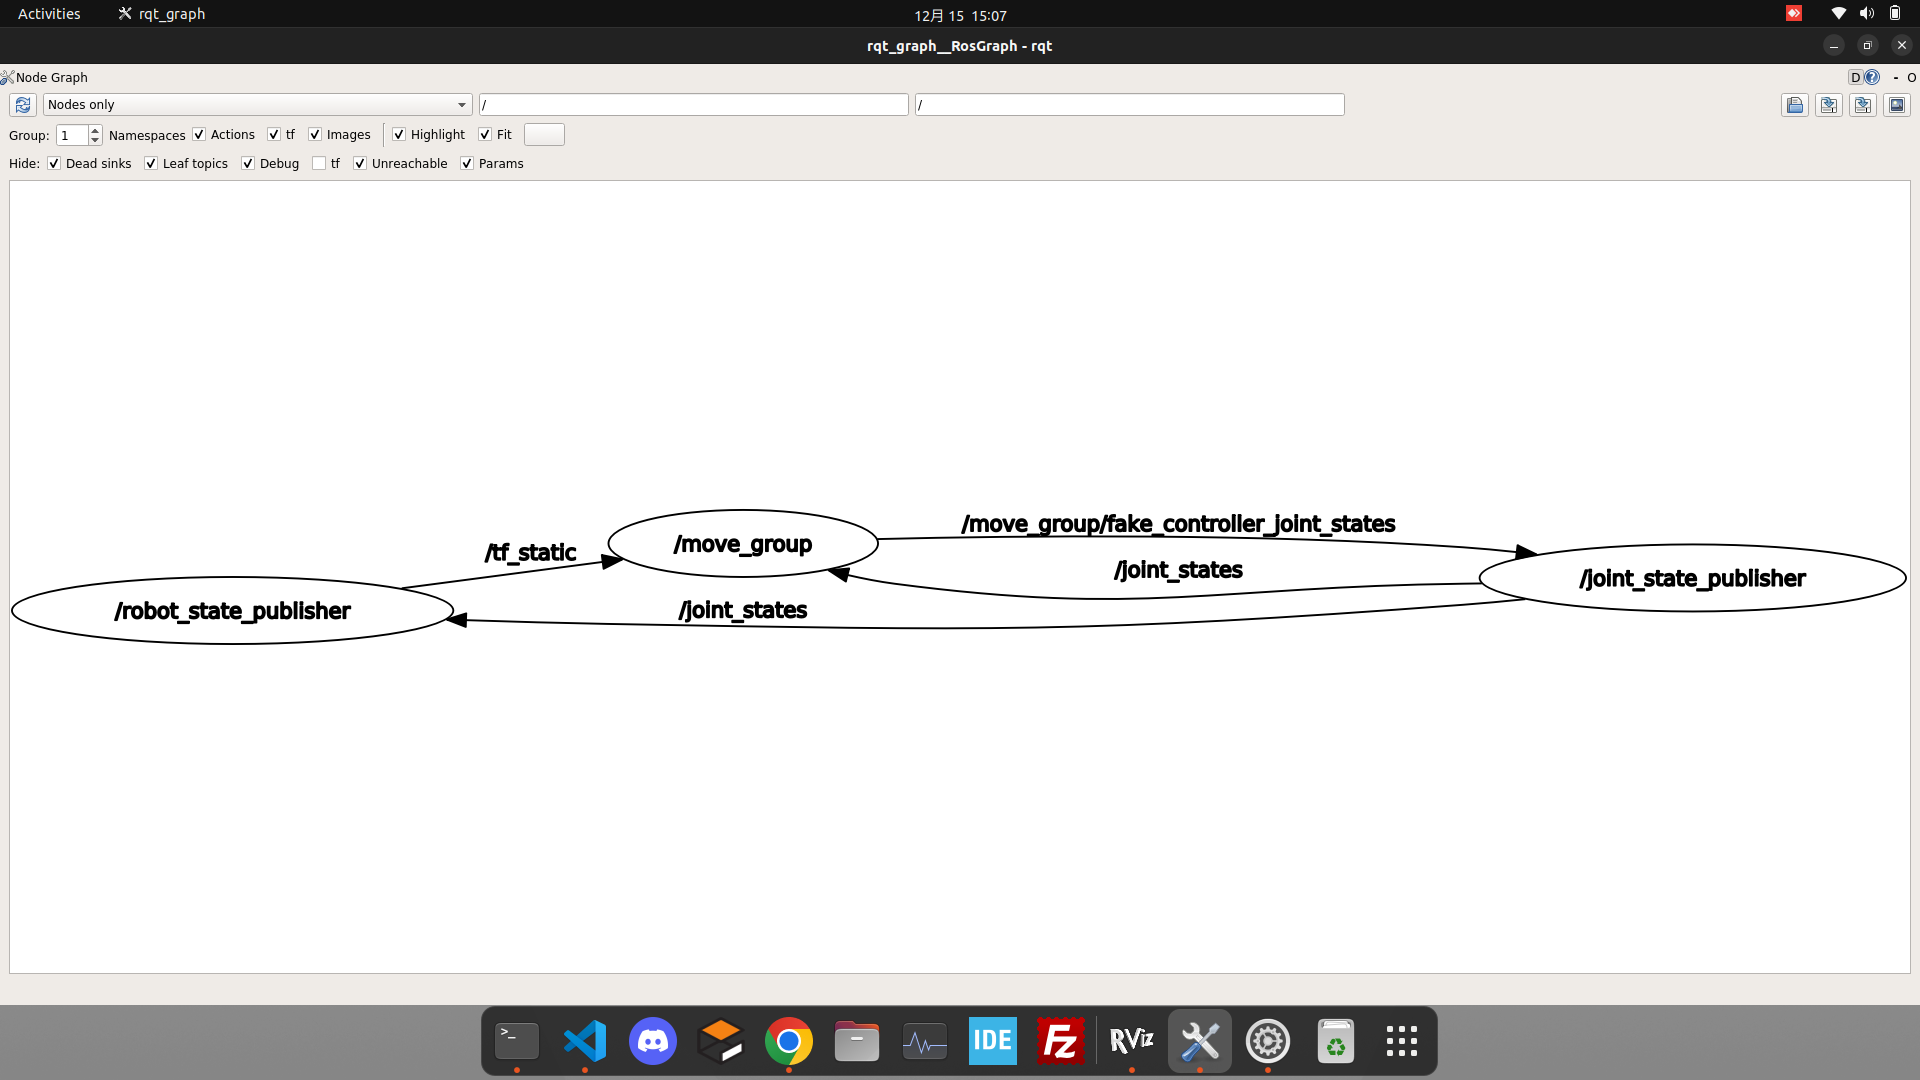 Activities
rqt_graph
12月 15 15:07
rqt_graph__RosGraph - rqt
Node Graph
D
- O
Nodes only
/
/
Group: 1 Namespaces Actions tf Images Highlight Fit
Hide: Dead sinks Leaf topics Debug tf Unreachable Params
/move_group/fake_controller_joint_states
/tf_static
/move_group
/joint_states
/joint_state_publisher
/robot_state_publisher
/joint_states
>_
IDE
Fz
RViz